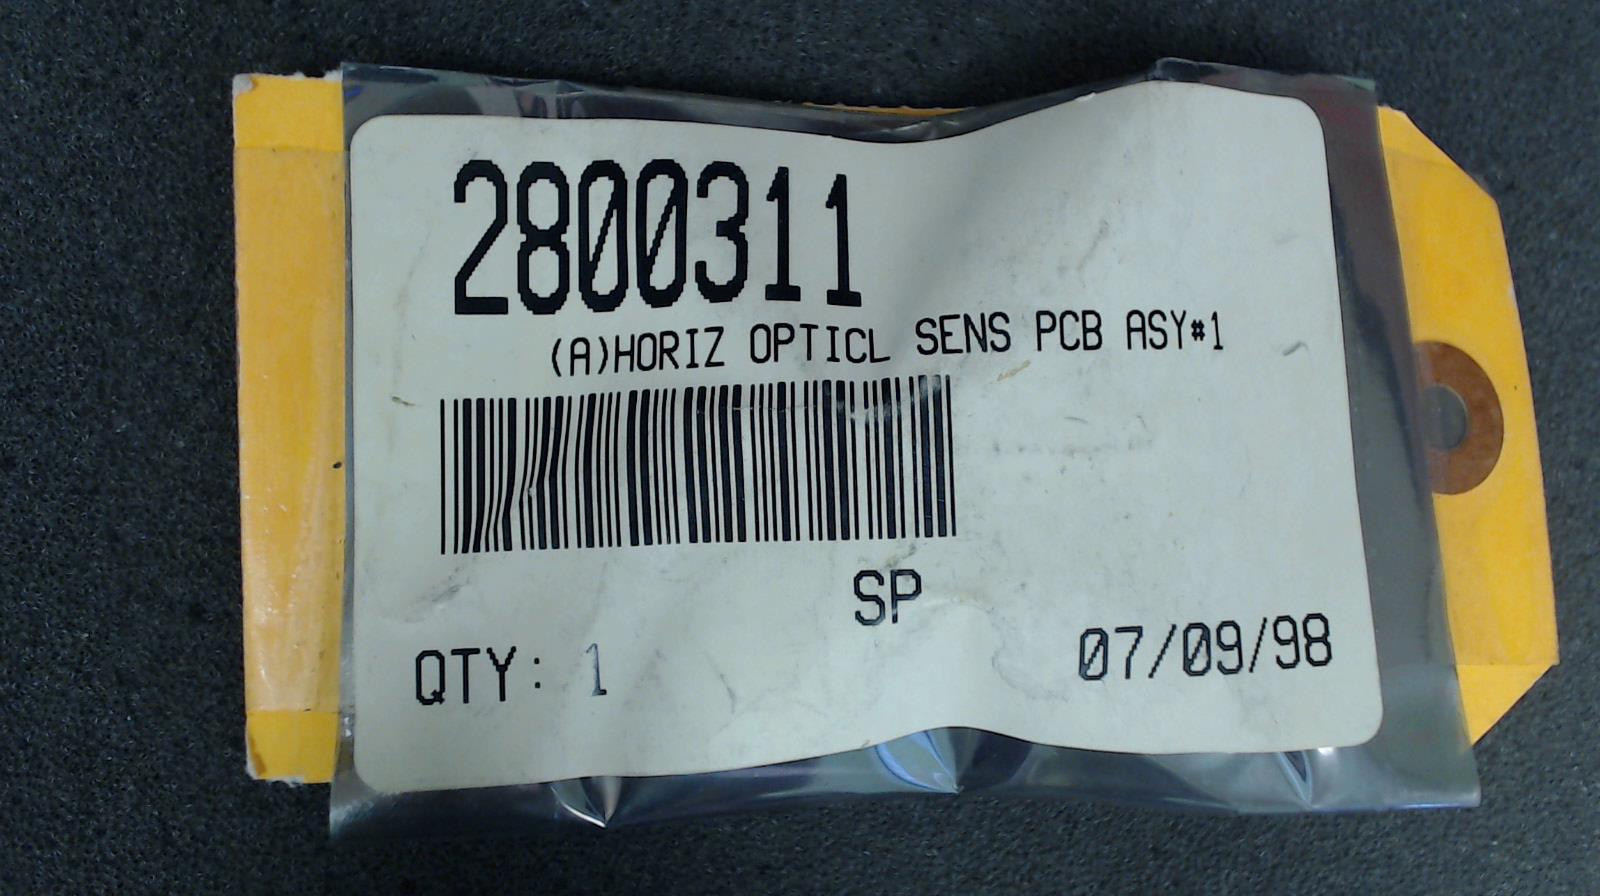 2800311
(A)HORIZ OPTICL SENS PCB ASY#1
SP
QTY: 1
07/09/98